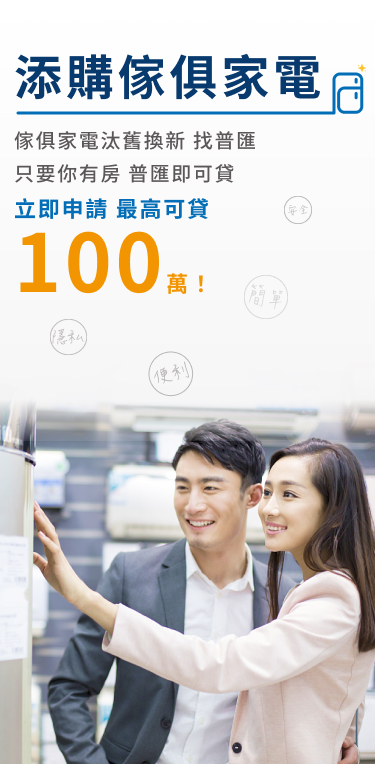 添購傢俱家電
傢俱家電汰舊換新 找普匯
只要你有房 普匯即可貸
立即申請 最高可貸
100萬！
安全
簡單
隱私
便利